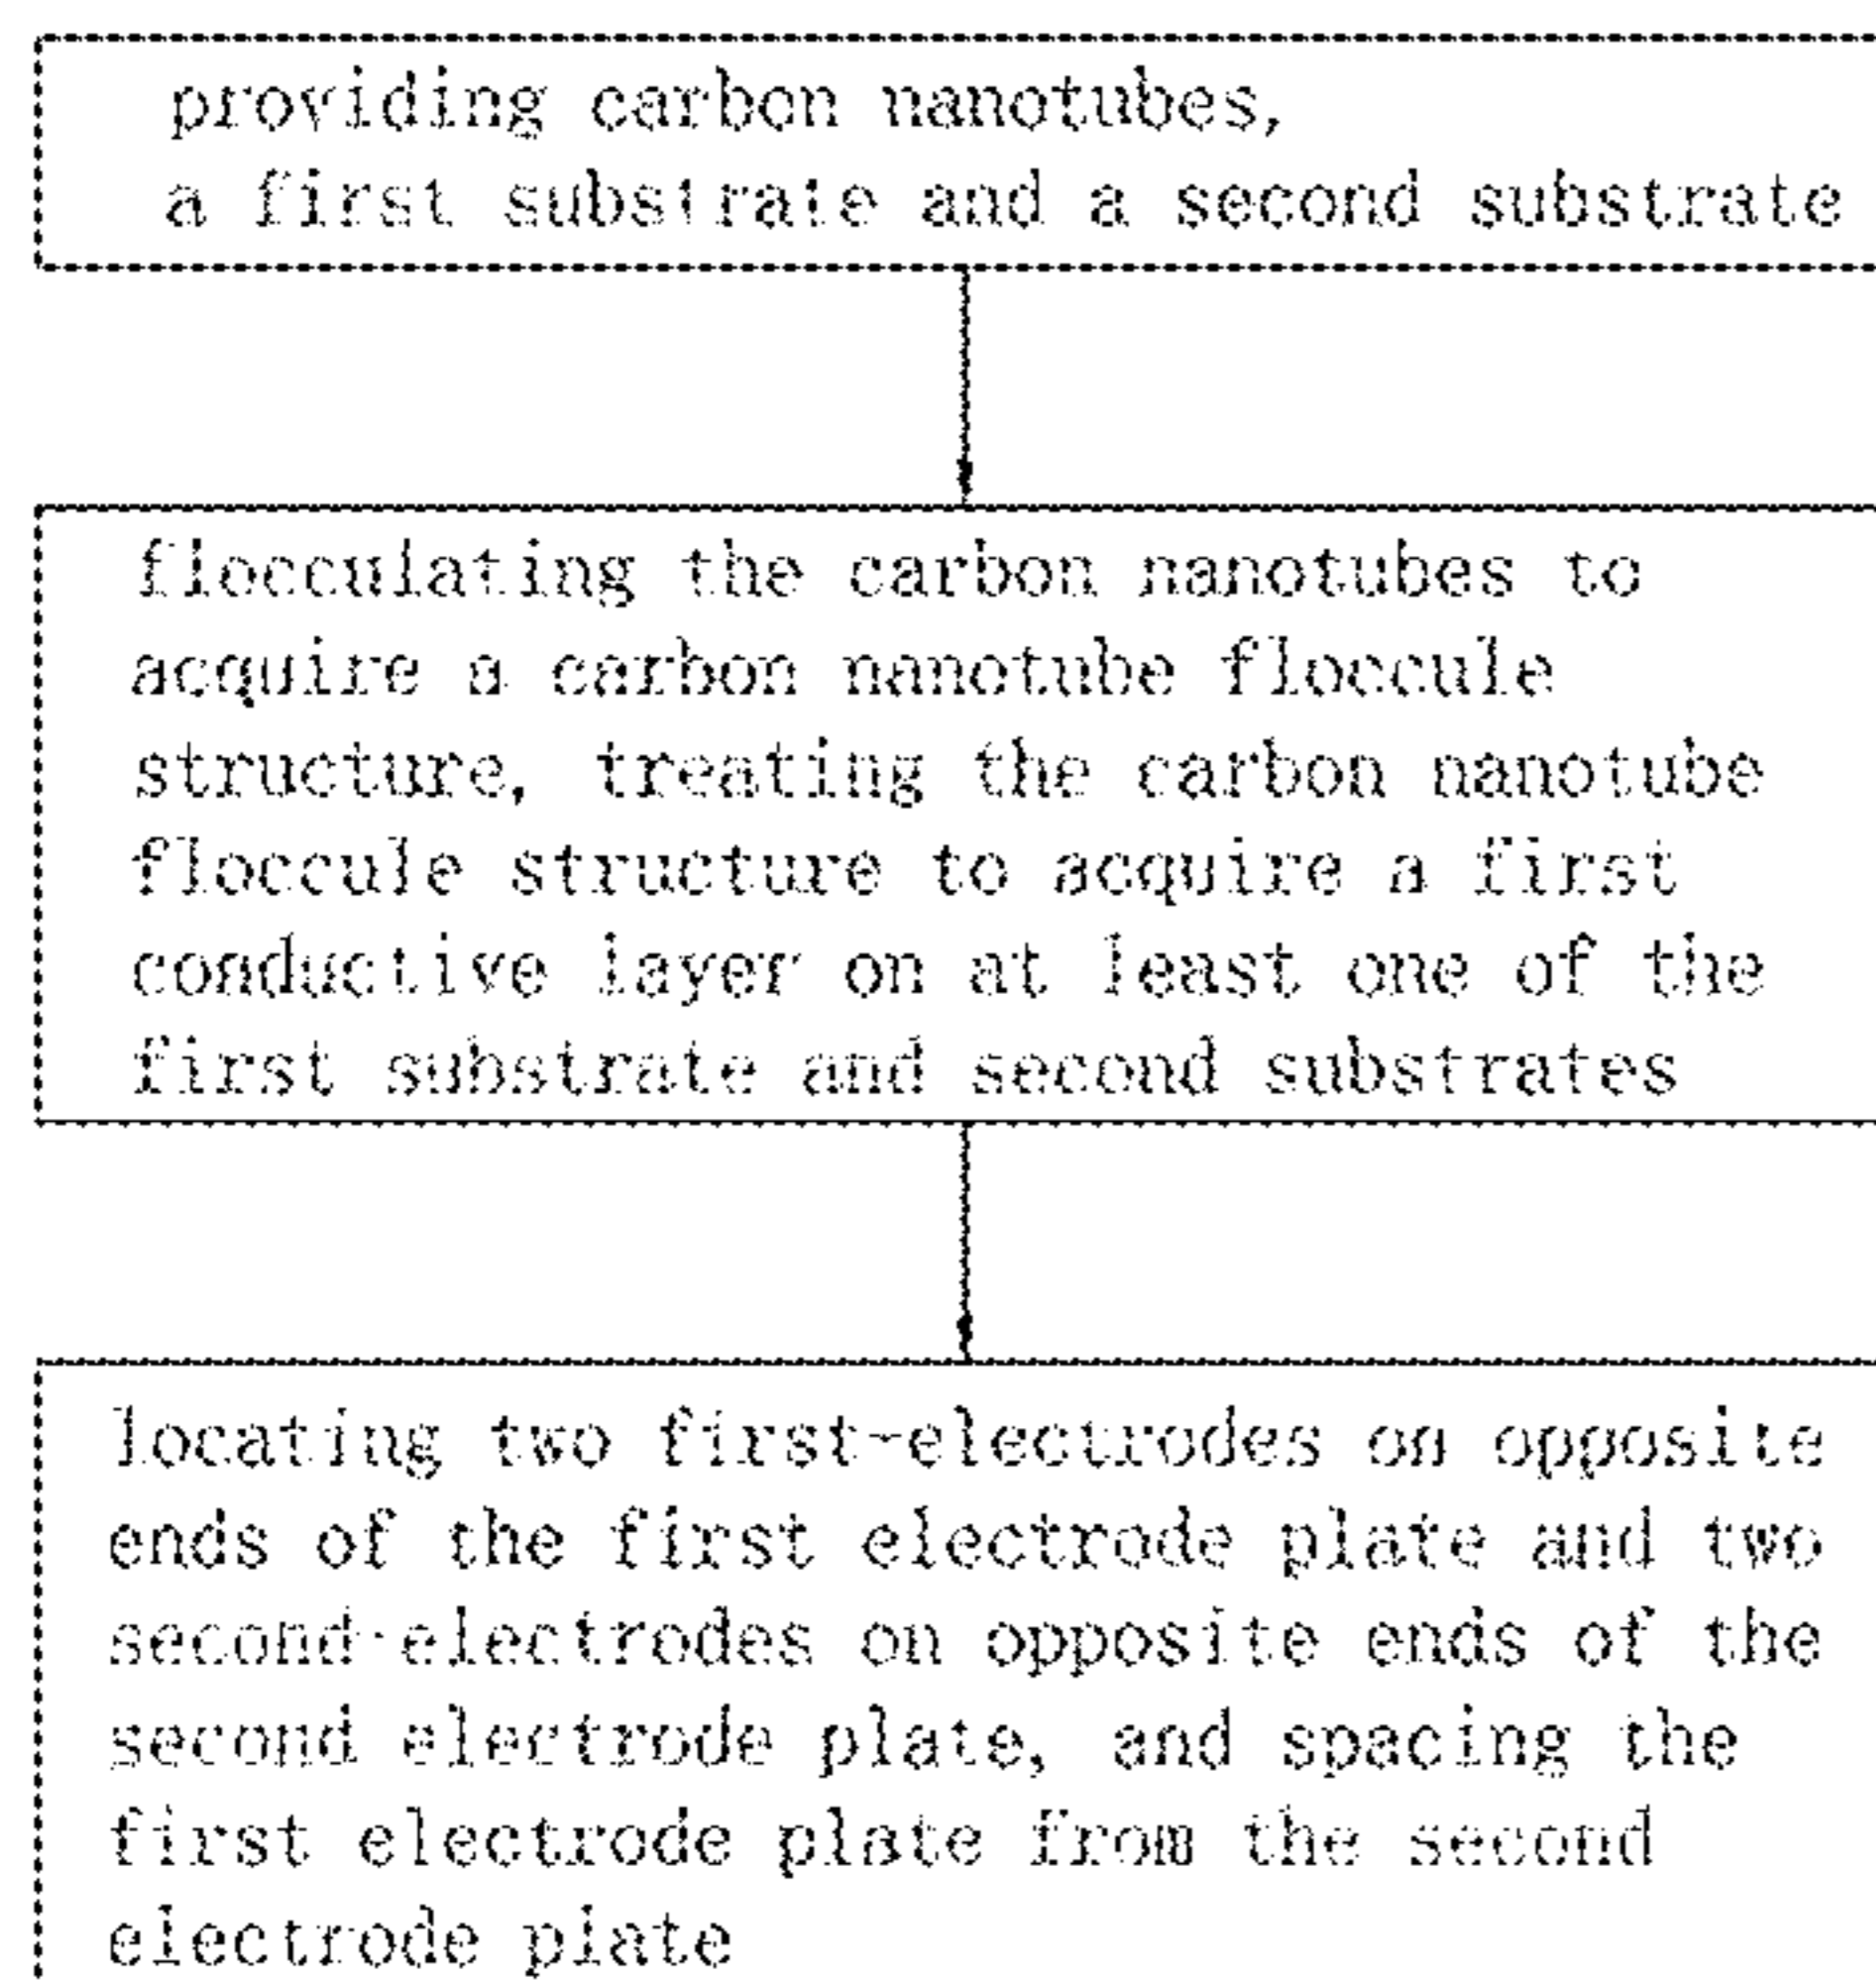 providing carbon nanotubes,
a first substrate and a second substrate
flocculating the carbon nanotubes to
acquire a carbon nanotube floccule
structure, treating the carbon nanotube
floccule structure to acquire a first
conductive layer on at least one of the
first substrate and second substrates
locating two first-electrodes on opposite
ends of the first electrode plate and two
second-electrodes on opposite ends of the
second electrode plate, and spacing the
first electrode plate from the second
electrode plate